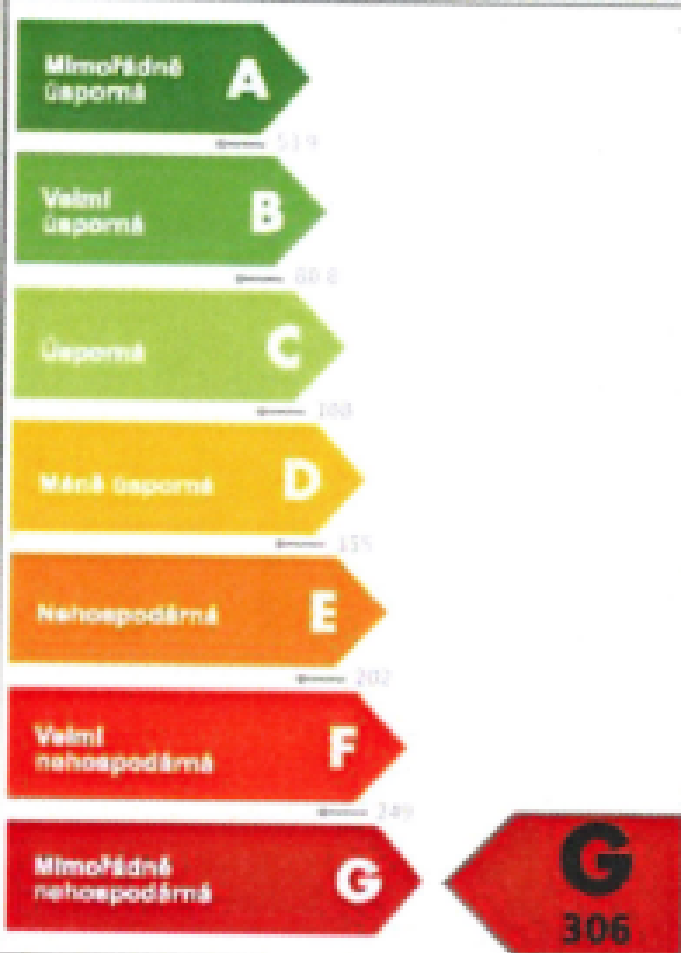 Mimořádně
úsporná
A
Velmi
úsporná
B
Úsporná
C
Méně úsporná
D
Nehospodárná
E
202
Velmi
nehospodárná
F
249
Mimořádně
nehospodárná
G
G
306